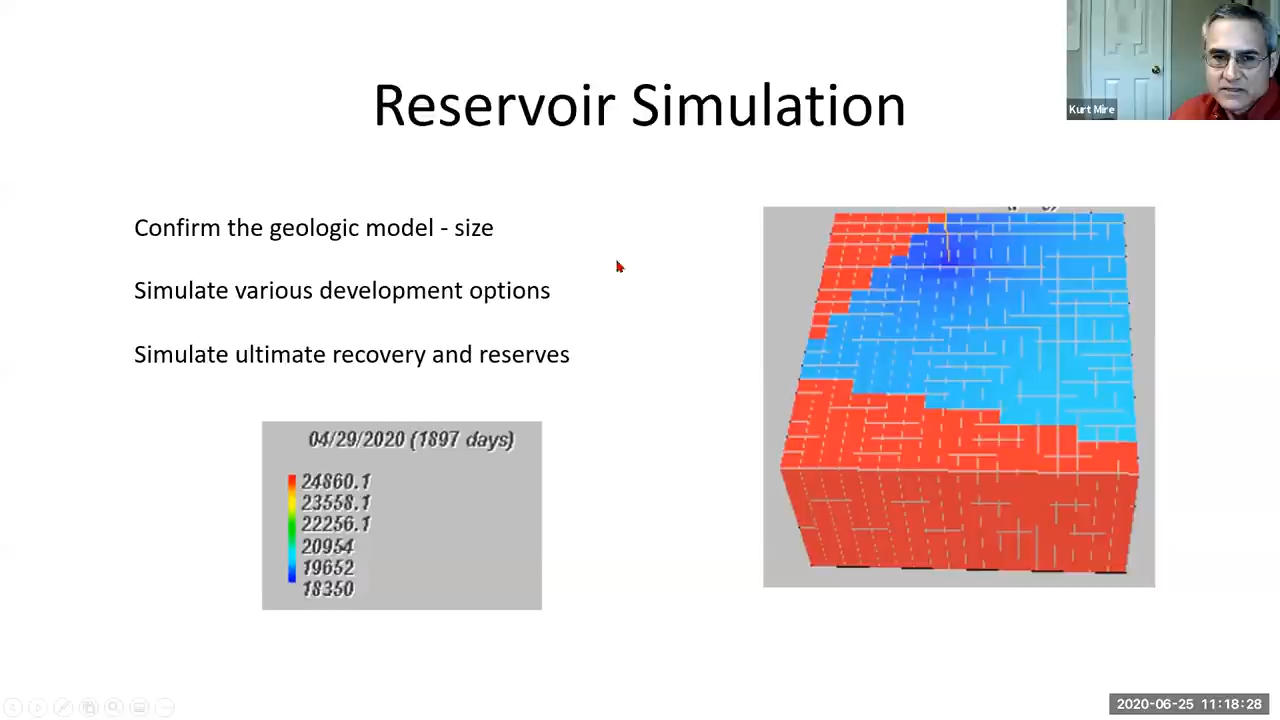 Reservoir Simulation
Kurt Mire
Confirm the geologic model - size
Simulate various development options
Simulate ultimate recovery and reserves
04/29/2020 (1897 days)
24860.1
23558.1
22256.1
20954
19652
18350
2020-06-25 11:18:28